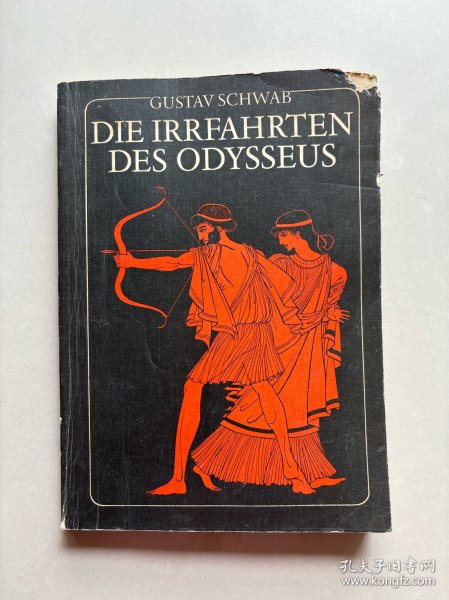 GUSTAV SCHWAB
DIE IRRFAHRTEN
DES ODYSSEUS
孔夫子旧书网
www.kongfz.com